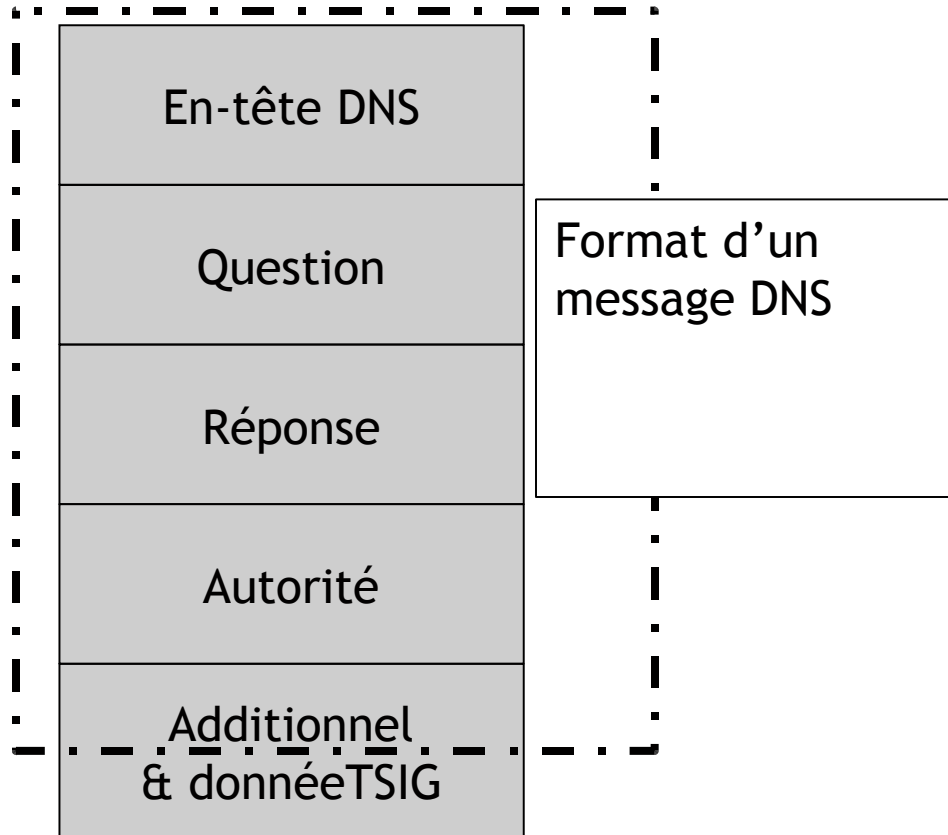 En-tête DNS
Question
Format d’un
message DNS
Réponse
Autorité
Additionnel
& donnéeTSIG